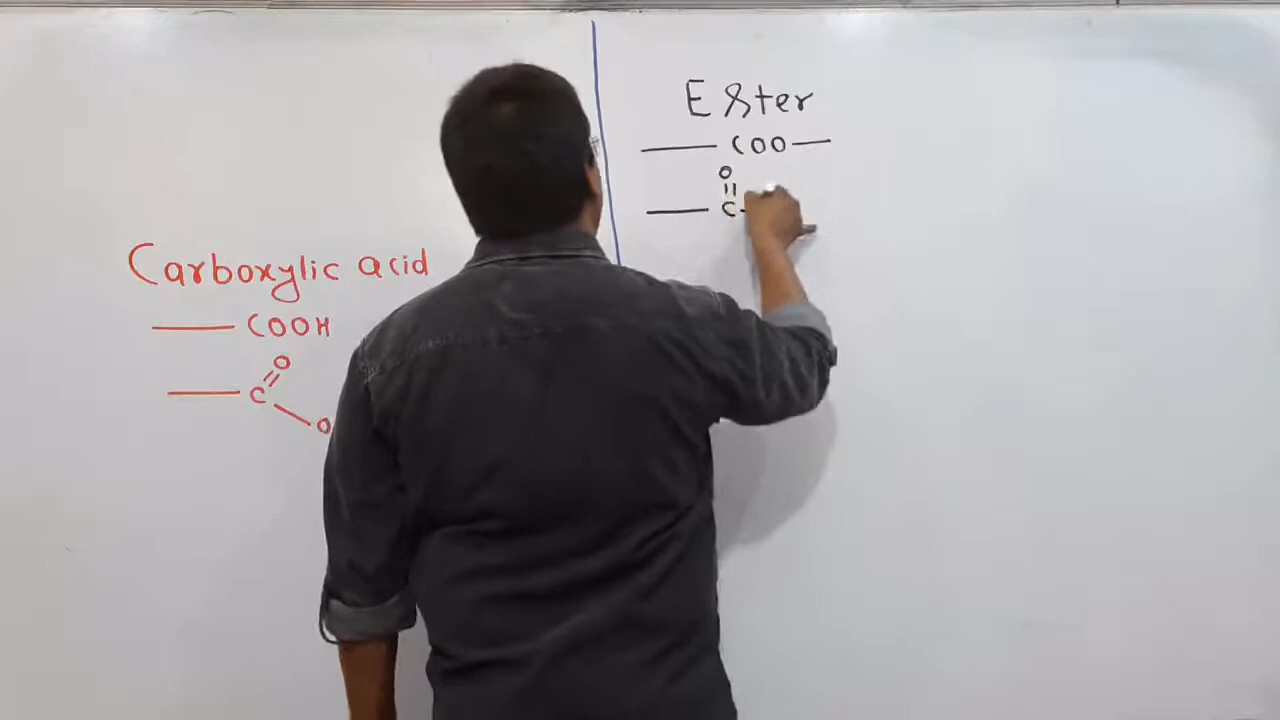 Carboxylic acid
— COOH
O
||
— C
\
O
Ester
— COO —
O
||
— C -